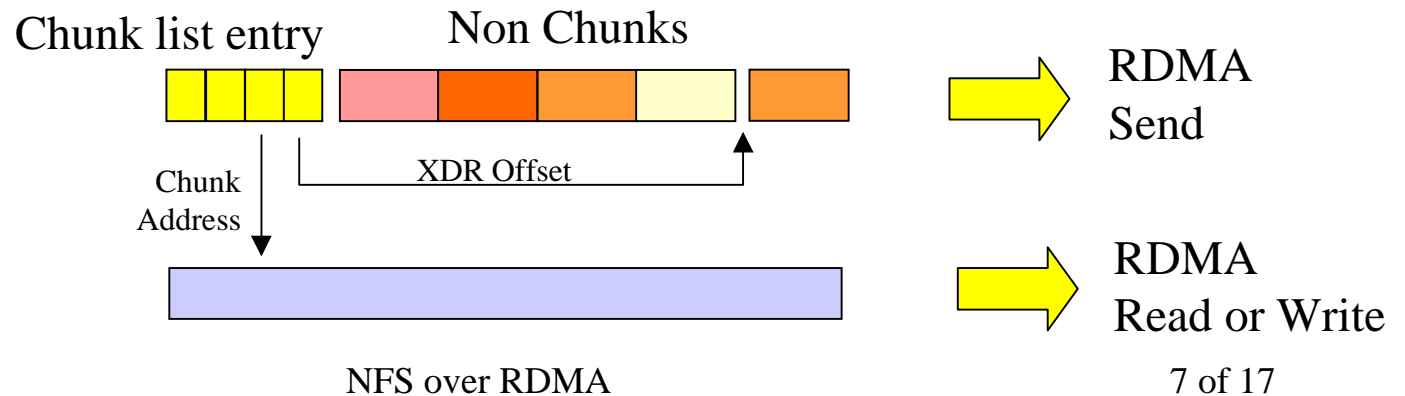 Chunk list entry
Non Chunks
RDMA
Send
XDR Offset
Chunk
Address
RDMA
Read or Write
NFS over RDMA
7 of 17